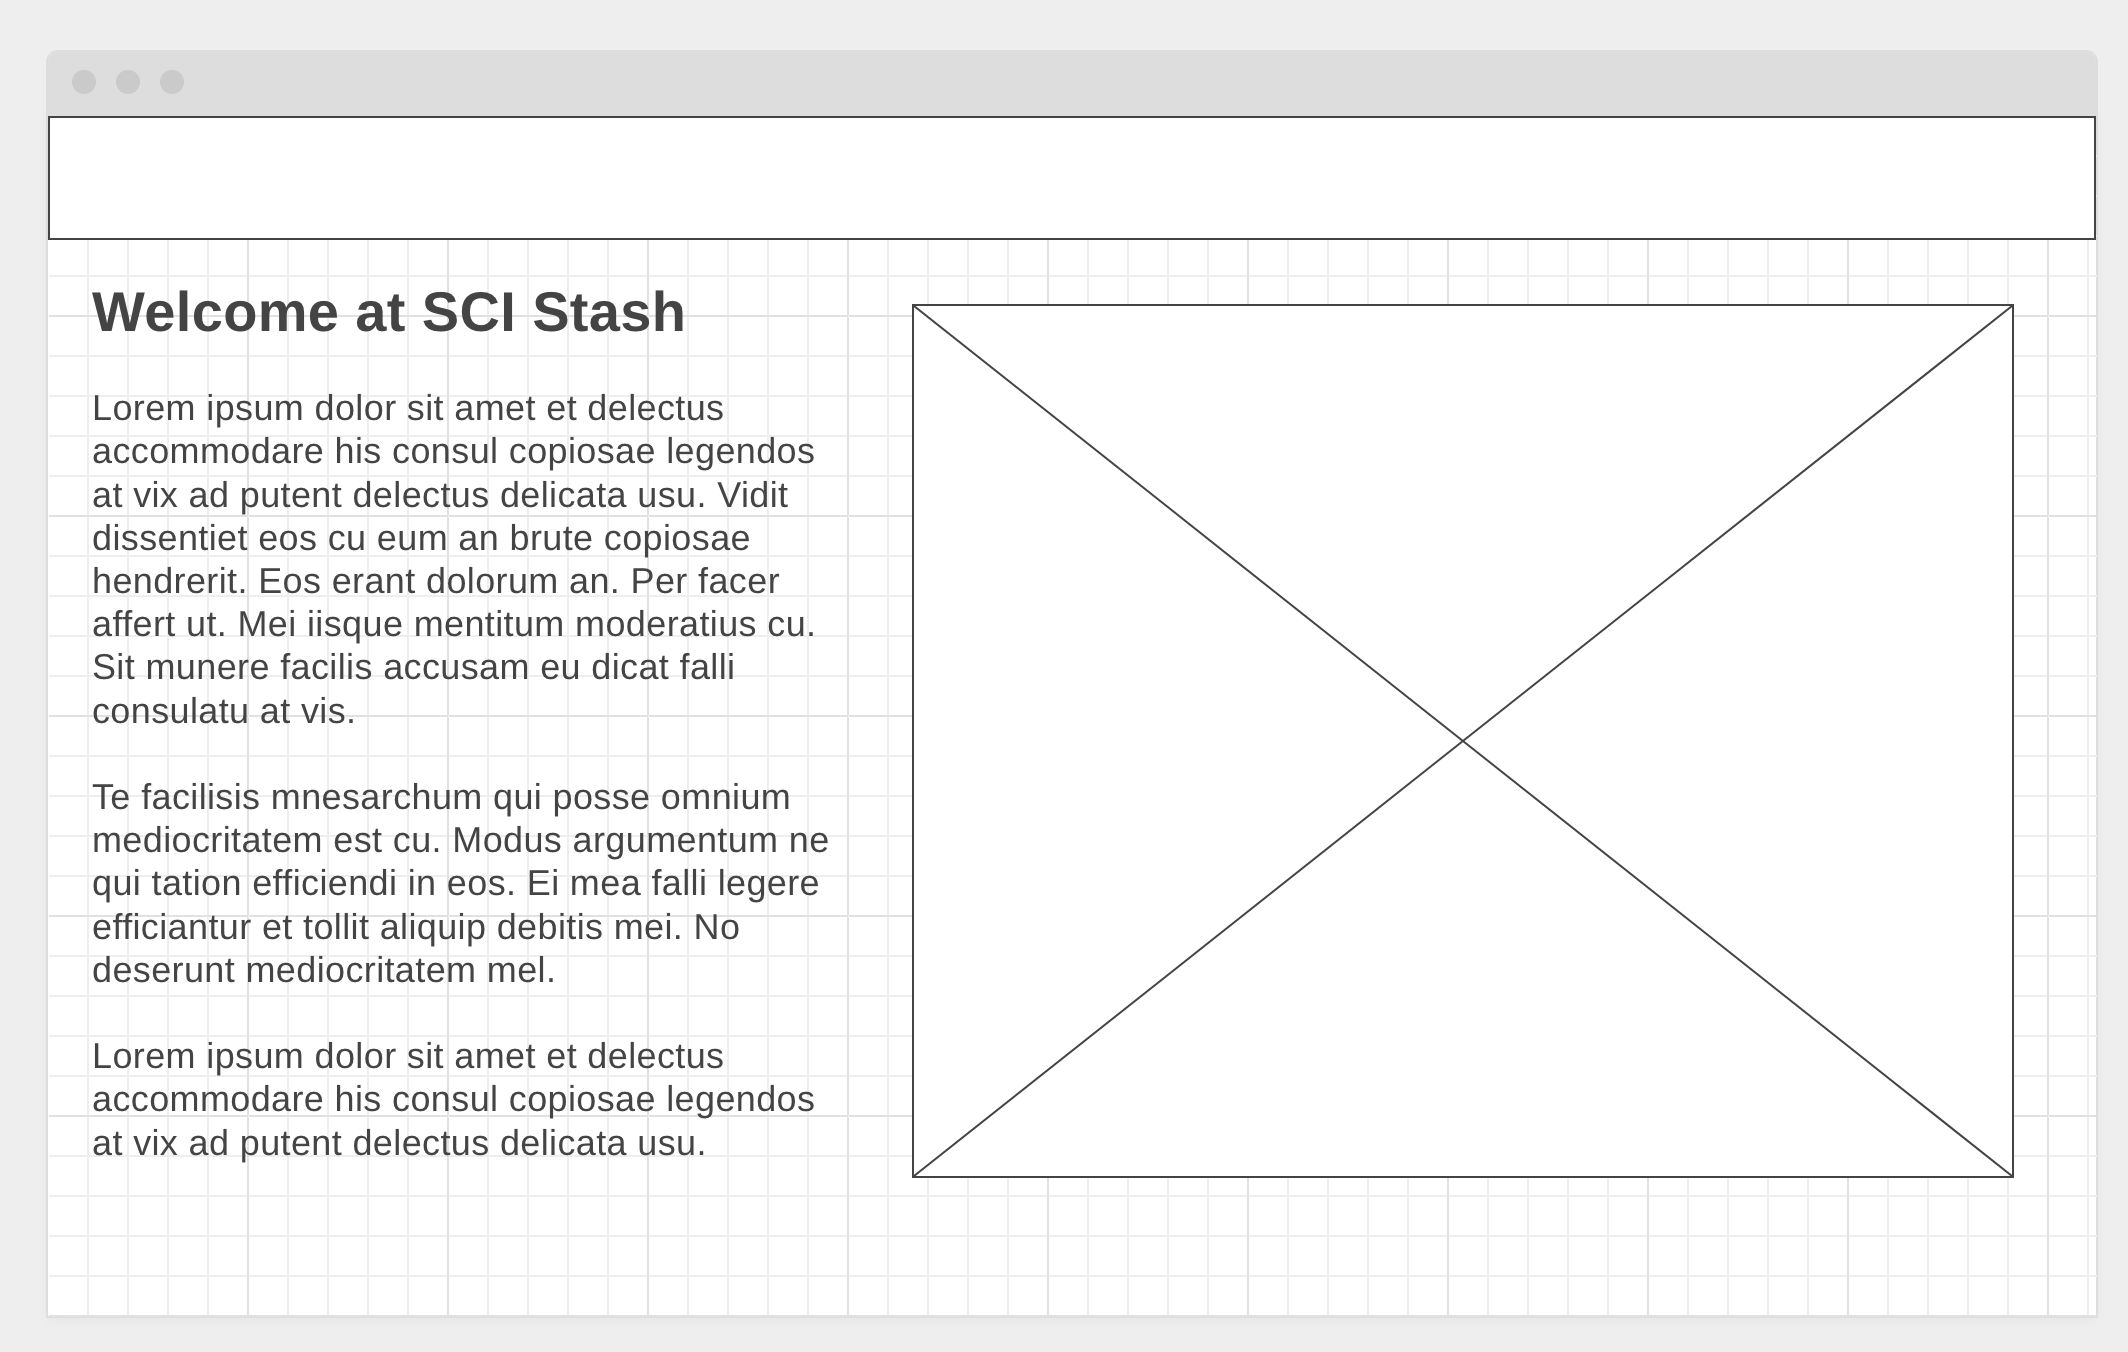 Welcome at SCI Stash
Lorem ipsum dolor sit amet et delectus
accommodare his consul copiosae legendos
at vix ad putent delectus delicata usu. Vidit
dissentiet eos cu eum an brute copiosae
hendrerit. Eos erant dolorum an. Per facer
affert ut. Mei iisque mentitum moderatius cu.
Sit munere facilis accusam eu dicat falli
consulatu at vis.
Te facilisis mnesarchum qui posse omnium
mediocritatem est cu. Modus argumentum ne
qui tation efficiendi in eos. Ei mea falli legere
efficiantur et tollit aliquip debitis mei. No
deserunt mediocritatem mel.
Lorem ipsum dolor sit amet et delectus
accommodare his consul copiosae legendos
at vix ad putent delectus delicata usu.